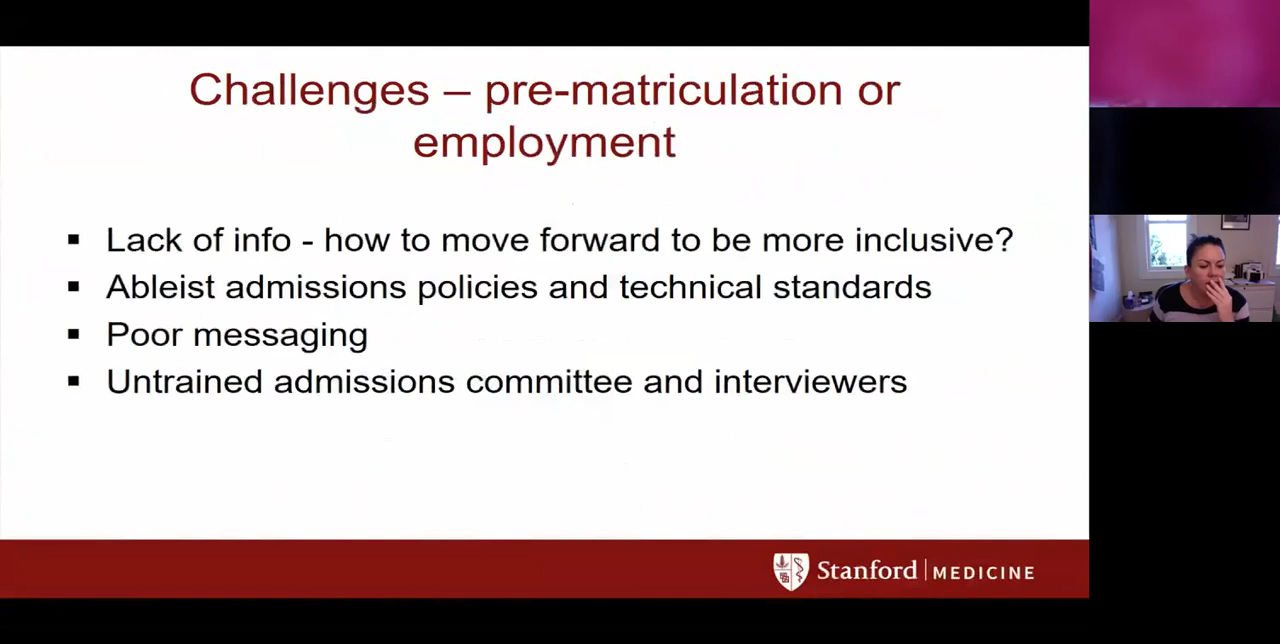 Challenges – pre-matriculation or
employment
▪ Lack of info - how to move forward to be more inclusive?
▪ Ableist admissions policies and technical standards
▪ Poor messaging
▪ Untrained admissions committee and interviewers
Stanford | MEDICINE